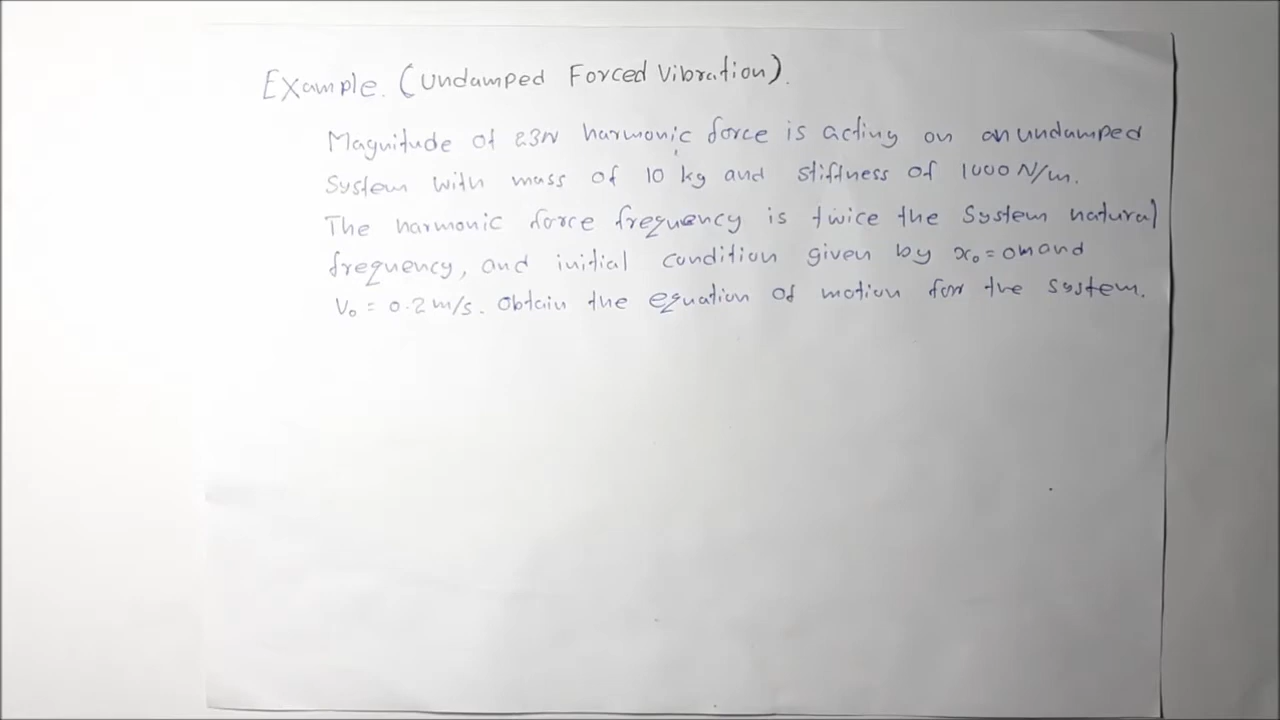 Example. (Undamped Forced Vibration).
Magnitude of 23N harmonic force is acting on an undamped
System with mass of 10 kg and stiffness of 1000 N/m.
The harmonic force frequency is twice the System natural
frequency, and initial condition given by x₀ = 0m and
V₀ = 0.2 m/s. Obtain the equation of motion for the system.